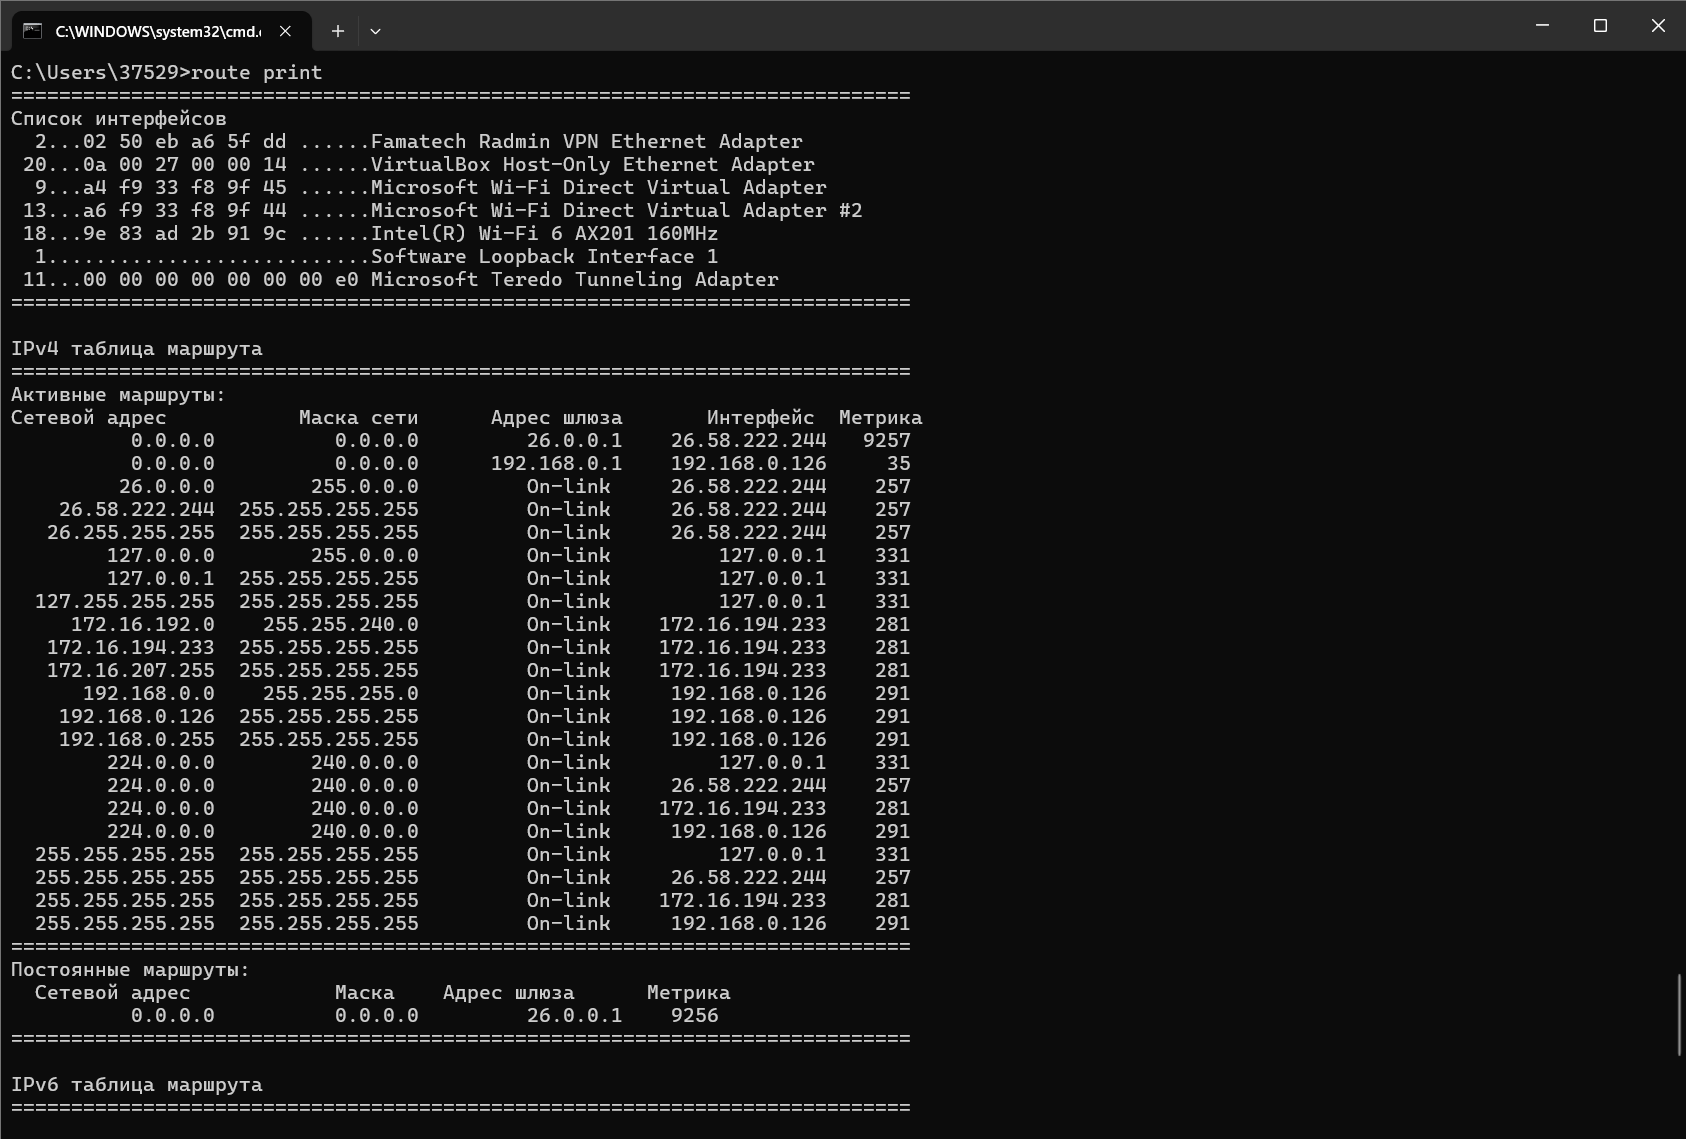 C:\WINDOWS\system32\cmd.
C:\Users\37529>route print
===========================================================================
Список интерфейсов
  2...02 50 eb a6 5f dd ......Famatech Radmin VPN Ethernet Adapter
 20...0a 00 27 00 00 14 ......VirtualBox Host-Only Ethernet Adapter
  9...a4 f9 33 f8 9f 45 ......Microsoft Wi-Fi Direct Virtual Adapter
 13...a6 f9 33 f8 9f 44 ......Microsoft Wi-Fi Direct Virtual Adapter #2
 18...9e 83 ad 2b 91 9c ......Intel(R) Wi-Fi 6 AX201 160MHz
  1...........................Software Loopback Interface 1
 11...00 00 00 00 00 00 00 e0 Microsoft Teredo Tunneling Adapter
===========================================================================
IPv4 таблица маршрута
===========================================================================
Активные маршруты:
Сетевой адрес           Маска сети      Адрес шлюза       Интерфейс  Метрика
          0.0.0.0          0.0.0.0         26.0.0.1    26.58.222.244   9257
          0.0.0.0          0.0.0.0      192.168.0.1    192.168.0.126     35
         26.0.0.0        255.0.0.0         On-link     26.58.222.244    257
    26.58.222.244  255.255.255.255         On-link     26.58.222.244    257
   26.255.255.255  255.255.255.255         On-link     26.58.222.244    257
        127.0.0.0        255.0.0.0         On-link         127.0.0.1    331
        127.0.0.1  255.255.255.255         On-link         127.0.0.1    331
  127.255.255.255  255.255.255.255         On-link         127.0.0.1    331
     172.16.192.0    255.255.240.0         On-link    172.16.194.233    281
   172.16.194.233  255.255.255.255         On-link    172.16.194.233    281
   172.16.207.255  255.255.255.255         On-link    172.16.194.233    281
      192.168.0.0    255.255.255.0         On-link     192.168.0.126    291
    192.168.0.126  255.255.255.255         On-link     192.168.0.126    291
    192.168.0.255  255.255.255.255         On-link     192.168.0.126    291
        224.0.0.0        240.0.0.0         On-link         127.0.0.1    331
        224.0.0.0        240.0.0.0         On-link     26.58.222.244    257
        224.0.0.0        240.0.0.0         On-link    172.16.194.233    281
        224.0.0.0        240.0.0.0         On-link     192.168.0.126    291
  255.255.255.255  255.255.255.255         On-link         127.0.0.1    331
  255.255.255.255  255.255.255.255         On-link     26.58.222.244    257
  255.255.255.255  255.255.255.255         On-link    172.16.194.233    281
  255.255.255.255  255.255.255.255         On-link     192.168.0.126    291
===========================================================================
Постоянные маршруты:
  Сетевой адрес            Маска    Адрес шлюза      Метрика
          0.0.0.0          0.0.0.0         26.0.0.1    9256
===========================================================================
IPv6 таблица маршрута
===========================================================================